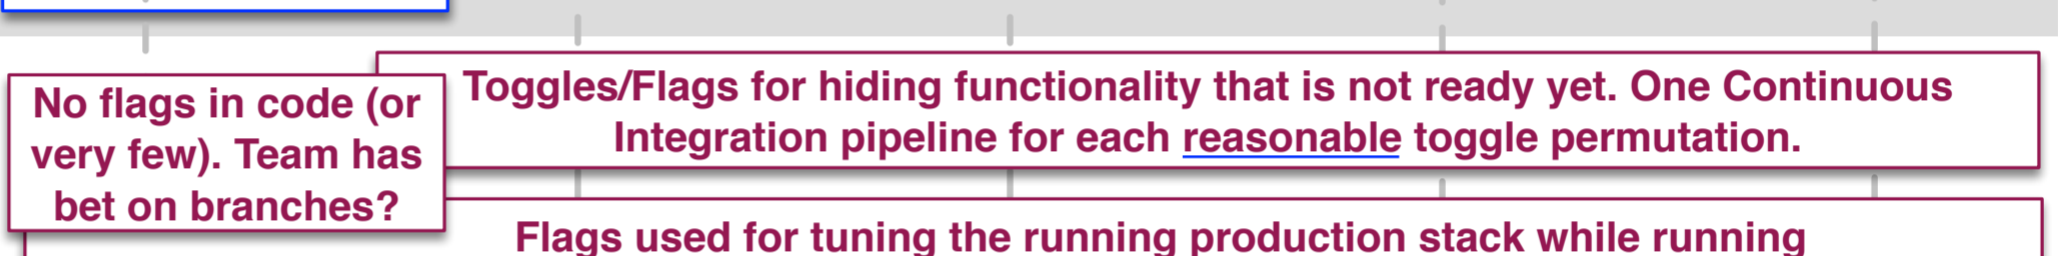 No flags in code (or
very few). Team has
bet on branches?
Toggles/Flags for hiding functionality that is not ready yet. One Continuous
Integration pipeline for each reasonable toggle permutation.
Flags used for tuning the running production stack while running